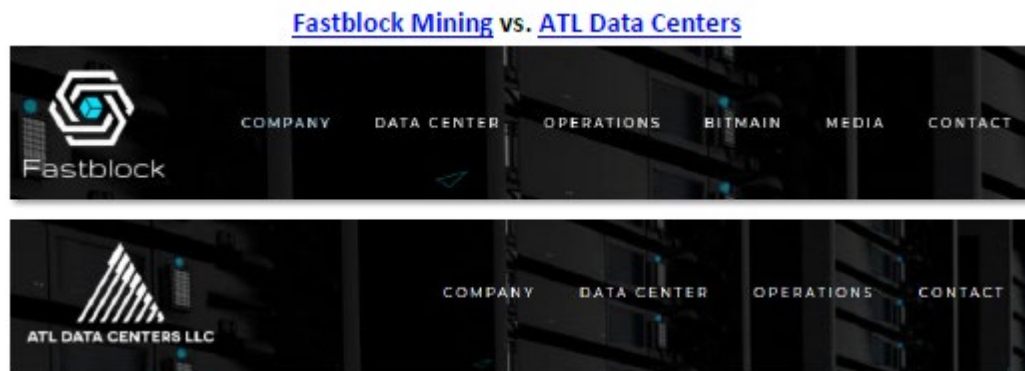 Fastblock Mining vs. ATL Data Centers
COMPANY DATA CENTER OPERATIONS BITMAIN MEDIA CONTACT
Fastblock
COMPANY DATA CENTER OPERATIONS CONTACT
ATL DATA CENTERS LLC